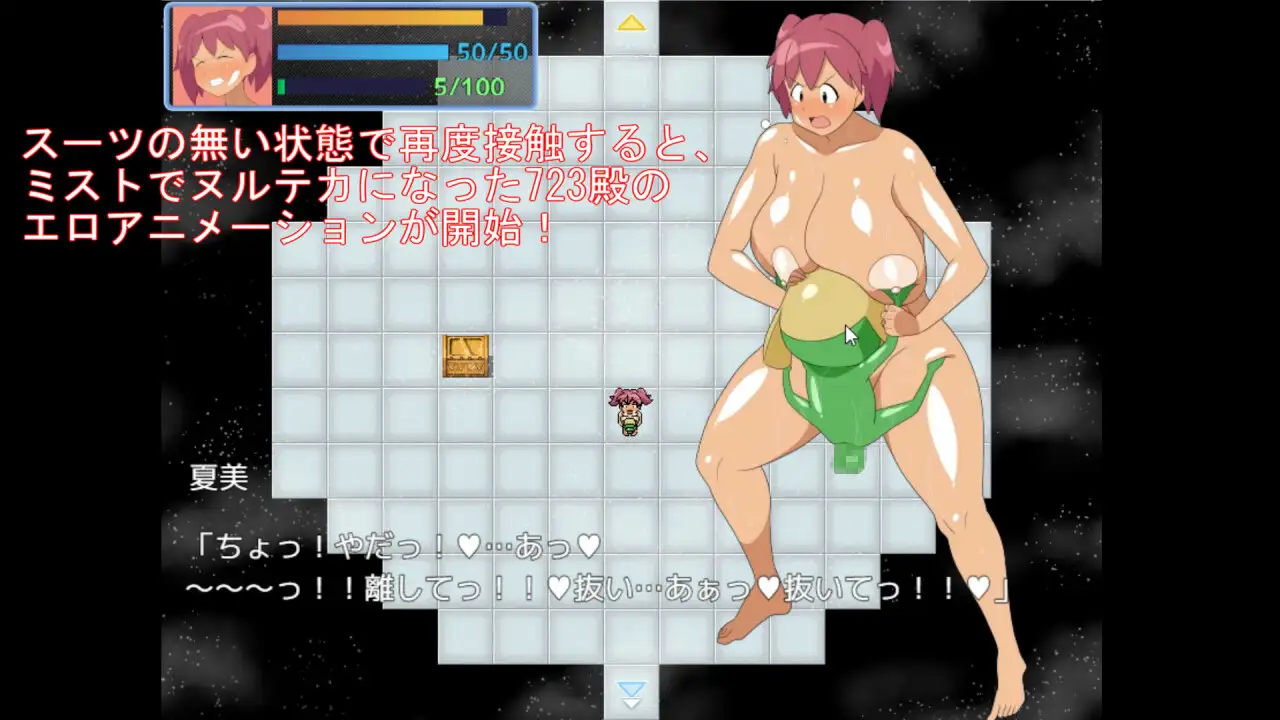 50/50
5/100
スーツの無い状態で再度接触すると、
ミストでヌルテカになった723殿の
エロアニメーションが開始！
夏美
「ちょっ！やだっ！♥…あっ♥
～～～っ！！離してっ！！♥抜い…あぁっ♥抜いてっ！！♥」